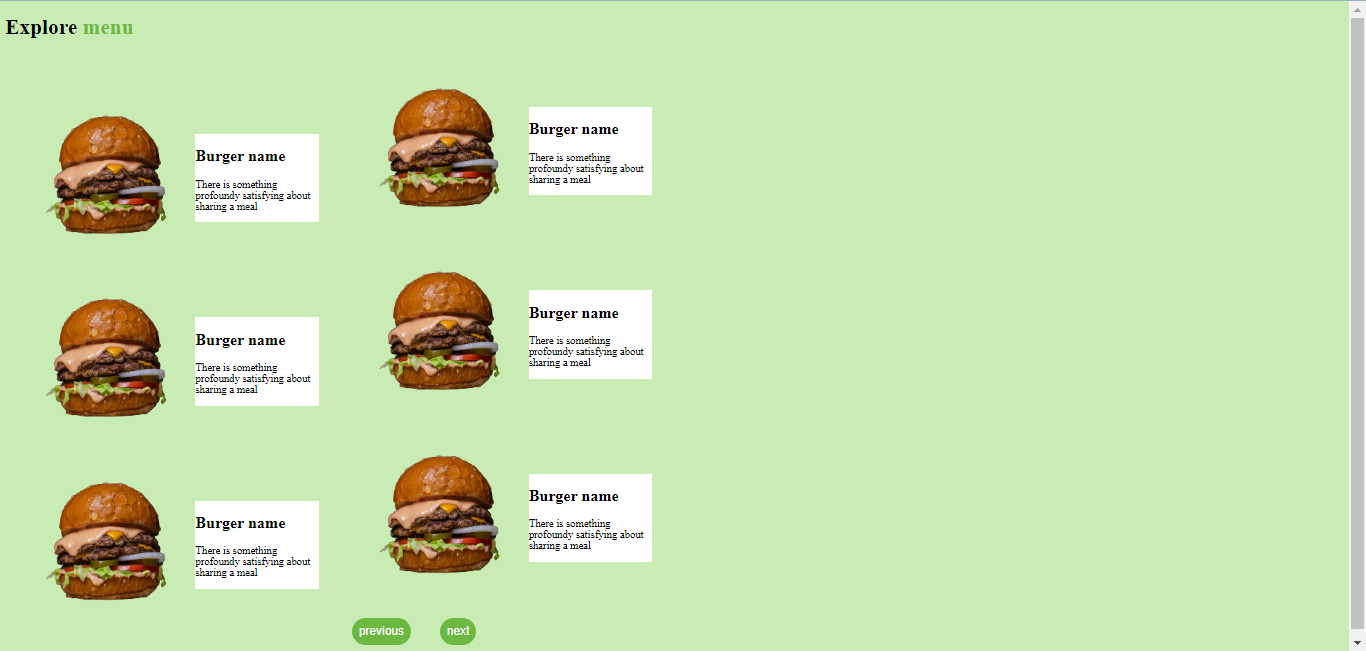 Explore menu
Burger name
There is something
profoundy satisfying about
sharing a meal
Burger name
There is something
profoundy satisfying about
sharing a meal
Burger name
There is something
profoundy satisfying about
sharing a meal
Burger name
There is something
profoundy satisfying about
sharing a meal
Burger name
There is something
profoundy satisfying about
sharing a meal
Burger name
There is something
profoundy satisfying about
sharing a meal
previous
next